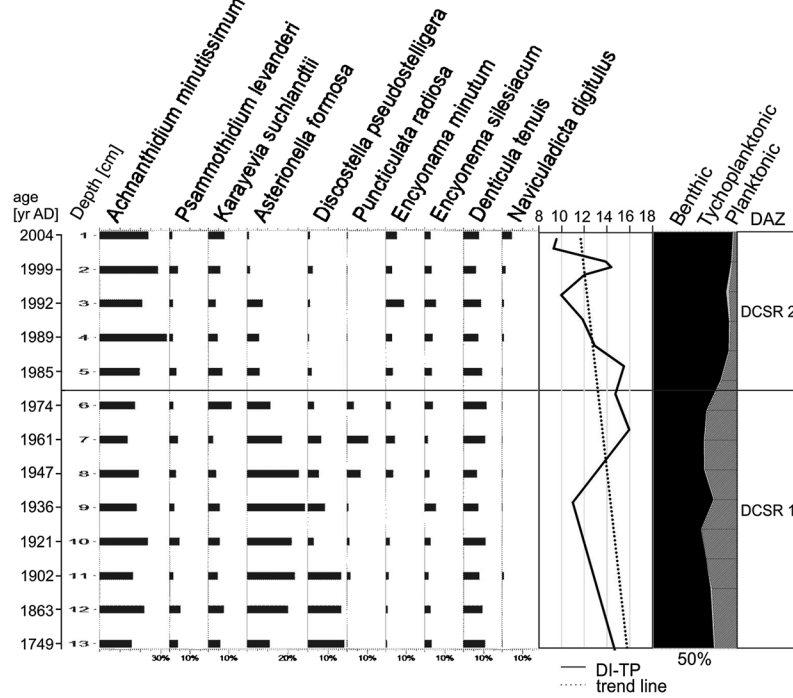 Achnanthidium minutissimum
Psammothidium levanderi
Karayevia suchlandtii
Asterionella formosa
Discostella pseudostelligera
Puncticulata radiosa
Encyonama minutum
Encyonema silesiacum
Denticula tenuis
Naviculadicta digitulus
Benthic
Tychoplanktonic
Planktonic
age
[yr AD]
Depth [cm]
8 10 12 14 16 18
DAZ
2004 1
1999 2
1992 3
1989 4
1985 5
1974 6
1961 7
1947 8
1936 9
1921 10
1902 11
1863 12
1749 13
DCSR 2
DCSR 1
30% 10% 10% 20% 10% 10% 10% 10% 10% 10%
50%
DI-TP
trend line